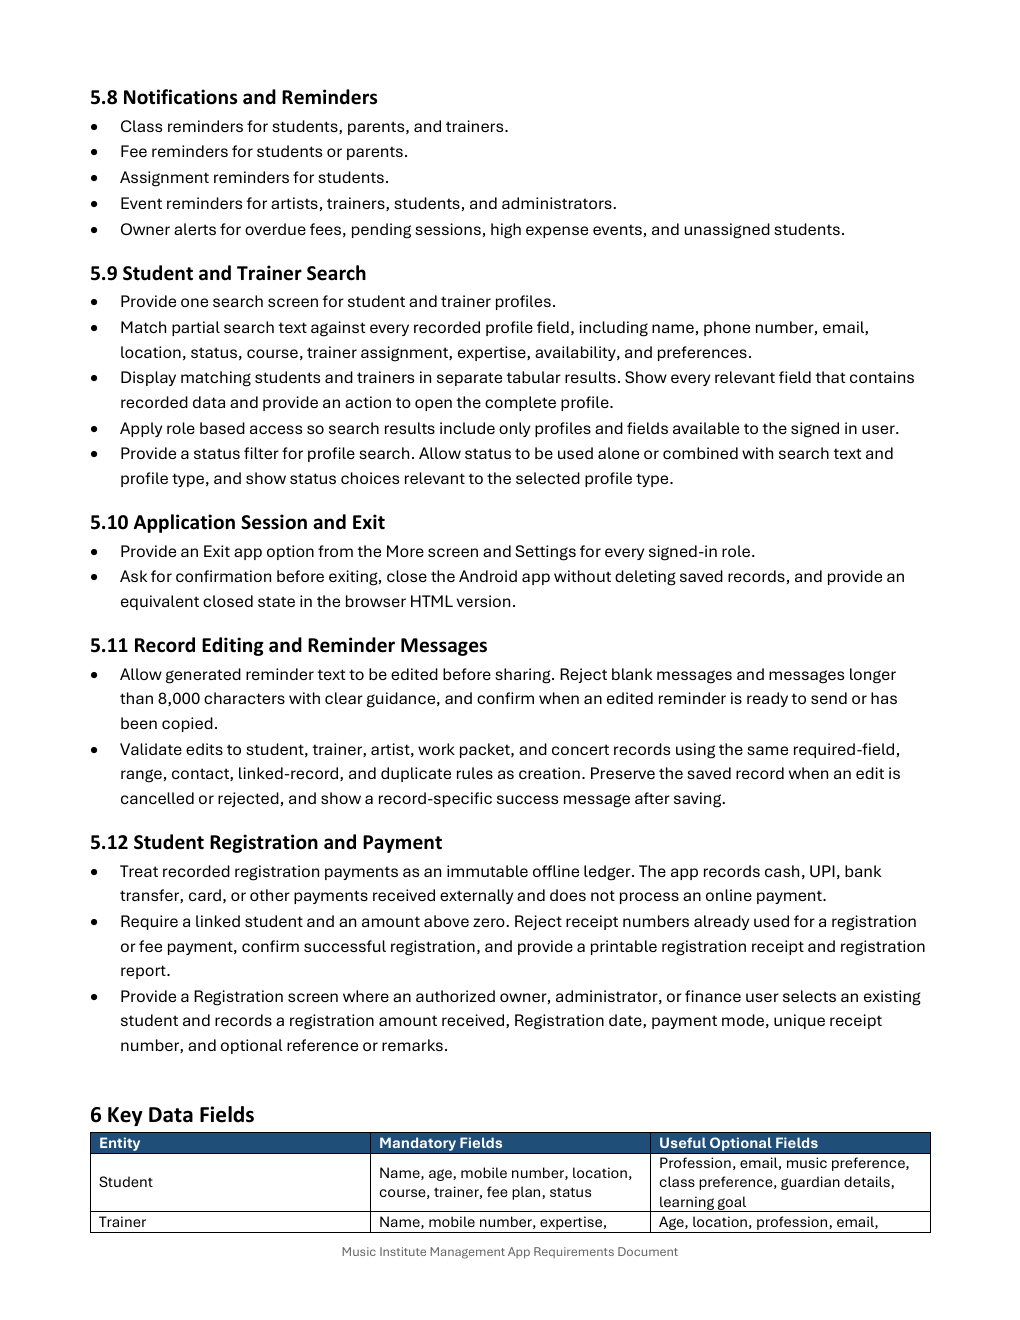 5.8 Notifications and Reminders
• Class reminders for students, parents, and trainers.
• Fee reminders for students or parents.
• Assignment reminders for students.
• Event reminders for artists, trainers, students, and administrators.
• Owner alerts for overdue fees, pending sessions, high expense events, and unassigned students.
5.9 Student and Trainer Search
• Provide one search screen for student and trainer profiles.
• Match partial search text against every recorded profile field, including name, phone number, email,
location, status, course, trainer assignment, expertise, availability, and preferences.
• Display matching students and trainers in separate tabular results. Show every relevant field that contains
recorded data and provide an action to open the complete profile.
• Apply role based access so search results include only profiles and fields available to the signed in user.
• Provide a status filter for profile search. Allow status to be used alone or combined with search text and
profile type, and show status choices relevant to the selected profile type.
5.10 Application Session and Exit
• Provide an Exit app option from the More screen and Settings for every signed-in role.
• Ask for confirmation before exiting, close the Android app without deleting saved records, and provide an
equivalent closed state in the browser HTML version.
5.11 Record Editing and Reminder Messages
• Allow generated reminder text to be edited before sharing. Reject blank messages and messages longer
than 8,000 characters with clear guidance, and confirm when an edited reminder is ready to send or has
been copied.
• Validate edits to student, trainer, artist, work packet, and concert records using the same required-field,
range, contact, linked-record, and duplicate rules as creation. Preserve the saved record when an edit is
cancelled or rejected, and show a record-specific success message after saving.
5.12 Student Registration and Payment
• Treat recorded registration payments as an immutable offline ledger. The app records cash, UPI, bank
transfer, card, or other payments received externally and does not process an online payment.
• Require a linked student and an amount above zero. Reject receipt numbers already used for a registration
or fee payment, confirm successful registration, and provide a printable registration receipt and registration
report.
• Provide a Registration screen where an authorized owner, administrator, or finance user selects an existing
student and records a registration amount received, Registration date, payment mode, unique receipt
number, and optional reference or remarks.
6 Key Data Fields
Entity Mandatory Fields Useful Optional Fields
Student
Name, age, mobile number, location,
course, trainer, fee plan, status
Profession, email, music preference,
class preference, guardian details,
learning goal
Trainer Name, mobile number, expertise, Age, location, profession, email,
Music Institute Management App Requirements Document